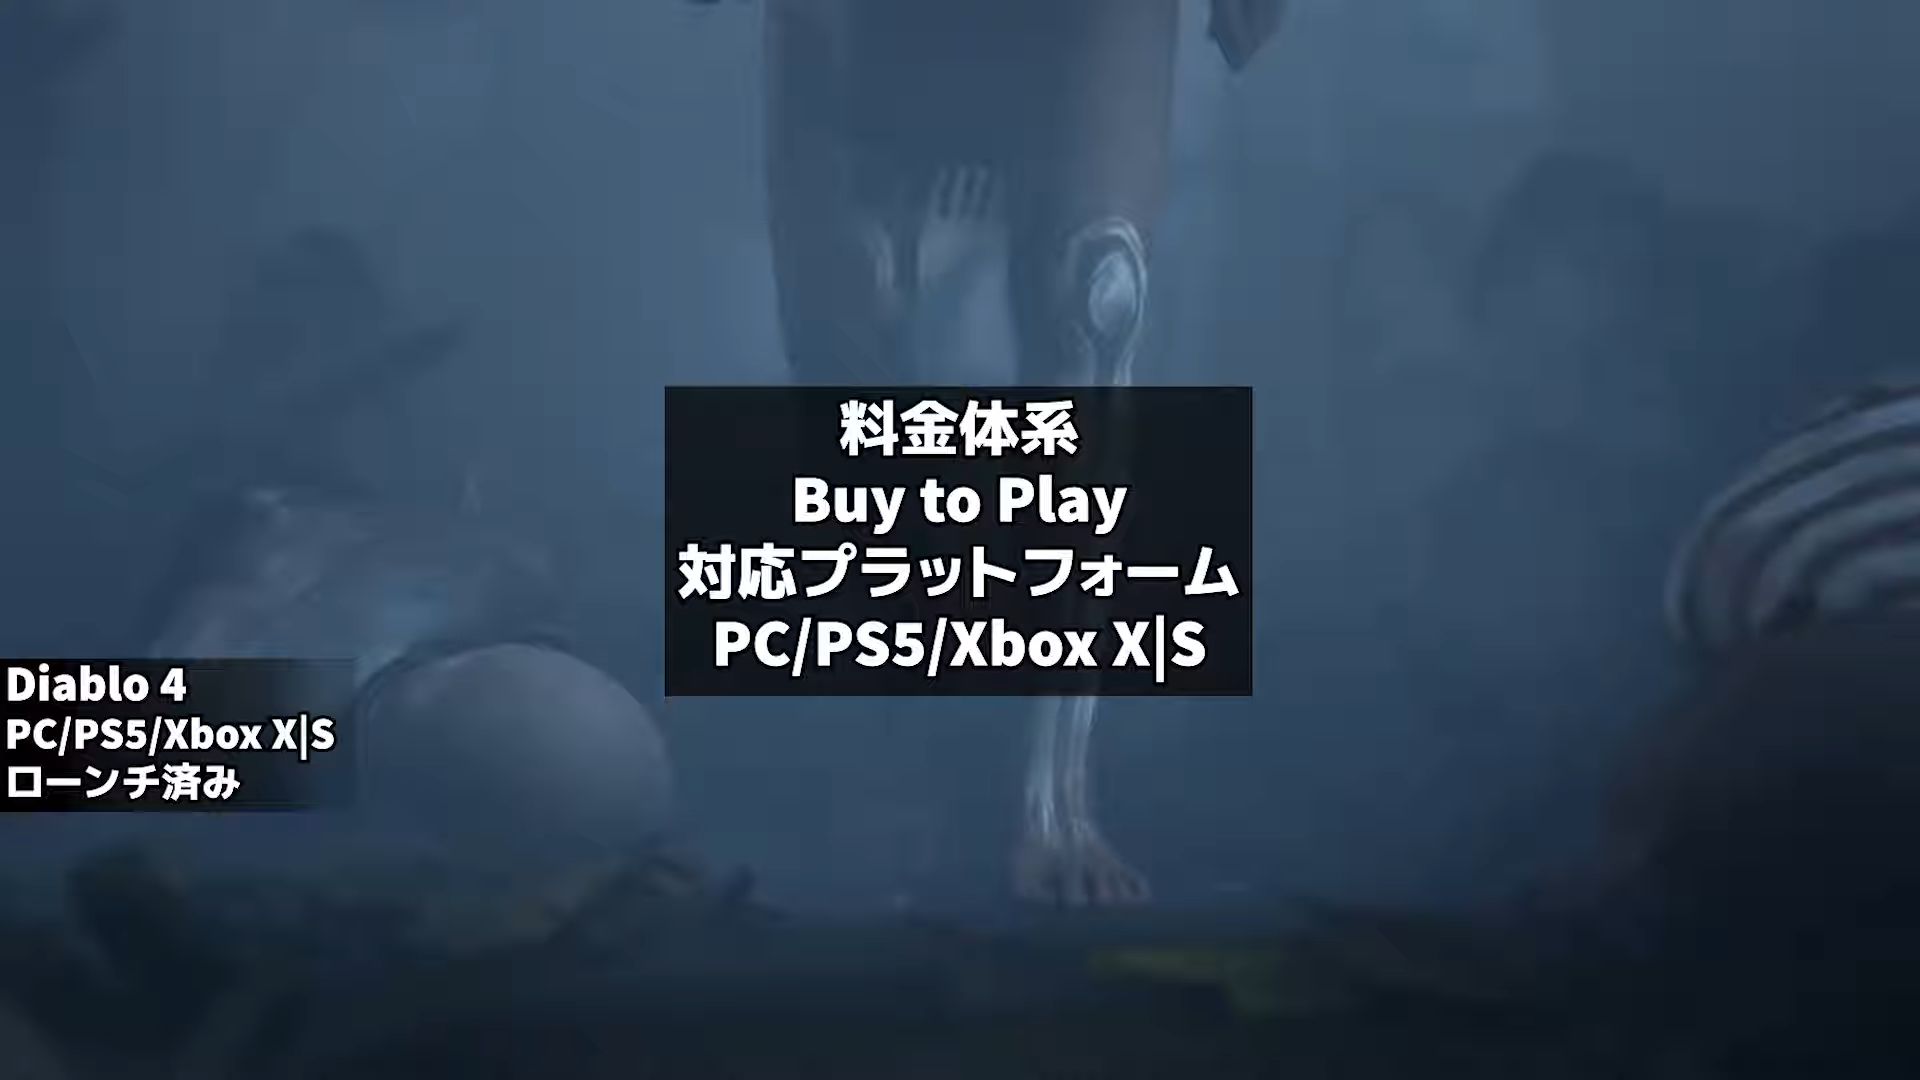 料金体系
Buy to Play
対応プラットフォーム
PC/PS5/Xbox X|S
Diablo 4
PC/PS5/Xbox X|S
ローンチ済み